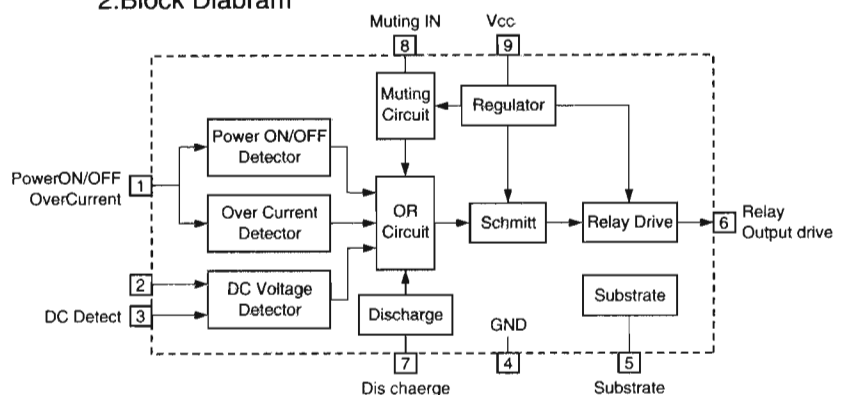 2.Block Diabram
Muting IN
Vcc
8
9
Muting
Circuit
Regulator
Power ON/OFF
Detector
PowerON/OFF
OverCurrent
1
Over Current
Detector
OR
Circuit
Schmitt
Relay Drive
6
Relay
Output drive
2
DC Detect
3
DC Voltage
Detector
Discharge
GND
Substrate
7
4
5
Dis chaerge
Substrate